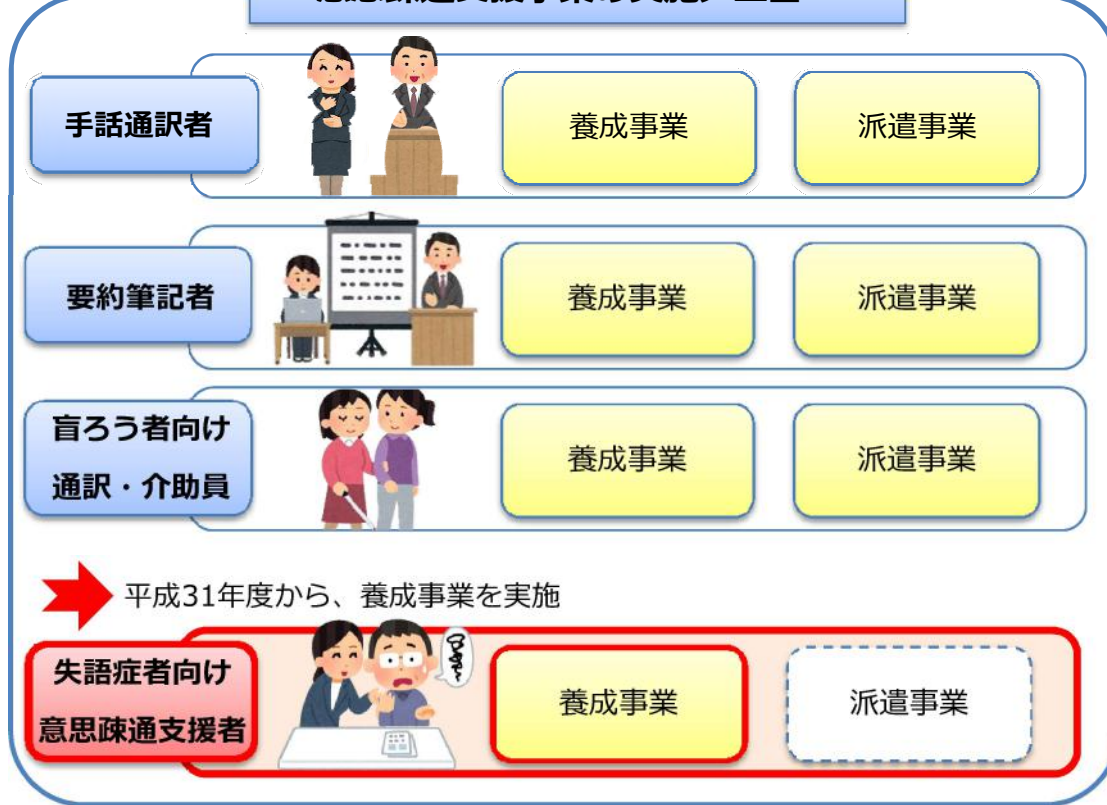 手話通訳者
養成事業
派遣事業
要約筆記者
養成事業
派遣事業
盲ろう者向け
通訳・介助員
養成事業
派遣事業
平成31年度から、養成事業を実施
失語症者向け
意思疎通支援者
養成事業
派遣事業